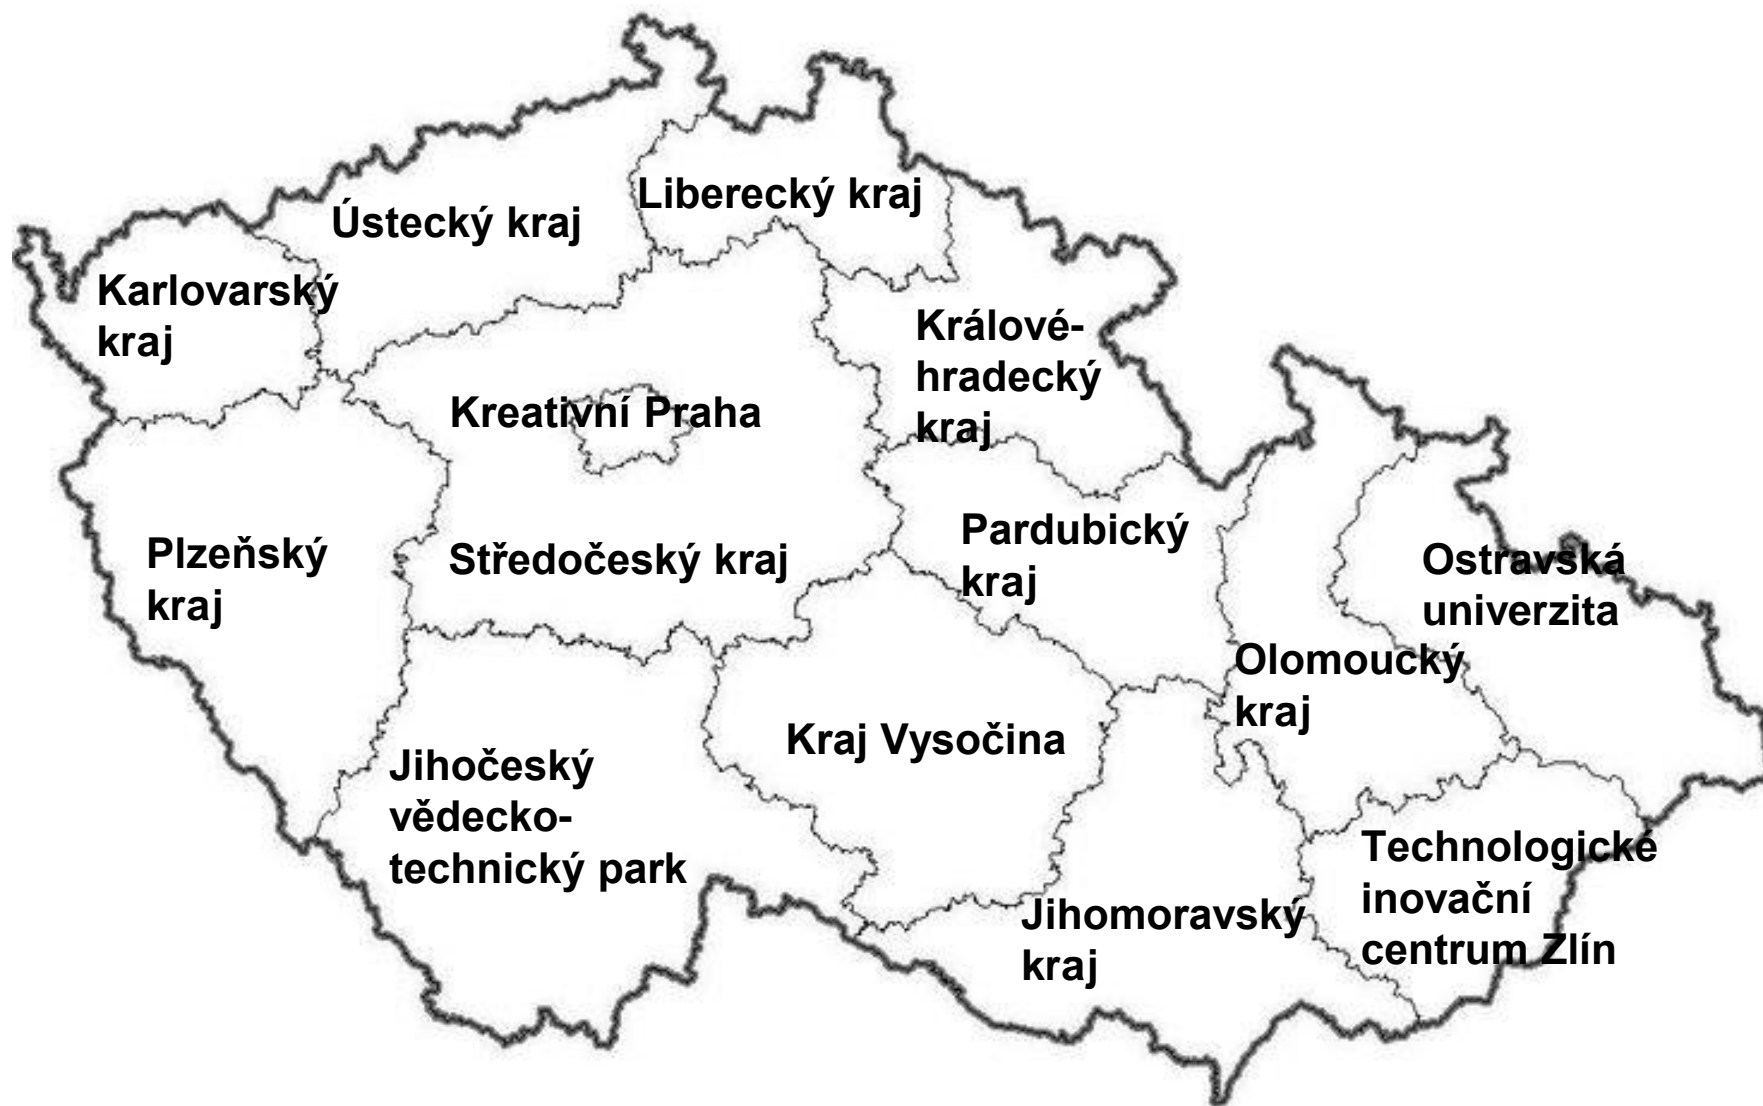 Ústecký kraj
Liberecký kraj
Karlovarský
kraj
Králové-
hradecký
kraj
Kreativní Praha
Plzeňský
kraj
Středočeský kraj
Pardubický
kraj
Ostravská
univerzita
Olomoucký
kraj
Kraj Vysočina
Jihočeský
vědecko-
technický park
Jihomoravský
kraj
Technologické
inovační
centrum Zlín